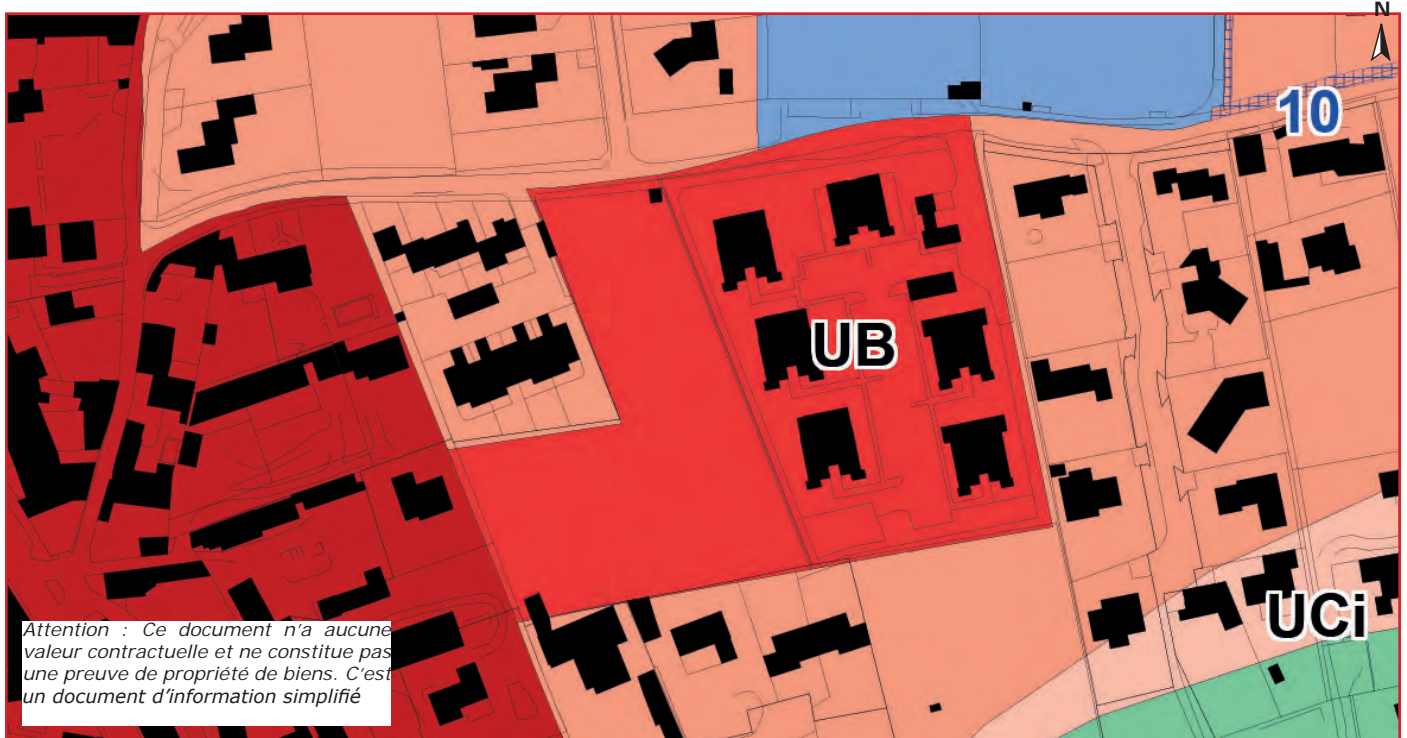 N
10
UB
UCi
Attention : Ce document n'a aucune
valeur contractuelle et ne constitue pas
une preuve de propriété de biens. C'est
un document d'information simplifié